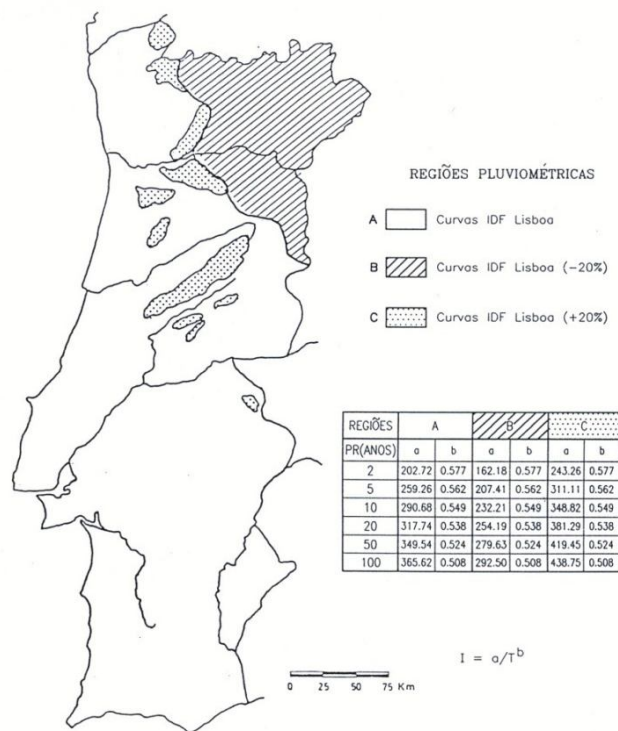 REGIÕES PLUVIOMÉTRICAS
A Curvas IDF Lisboa
B Curvas IDF Lisboa (-20%)
C Curvas IDF Lisboa (+20%)
REGIÕES A B C
PR(ANOS) a b a b a b
2 202.72 0.577 162.18 0.577 243.26 0.577
5 259.26 0.562 207.41 0.562 311.11 0.562
10 290.68 0.549 232.21 0.549 348.82 0.549
20 317.74 0.538 254.19 0.538 381.29 0.538
50 349.54 0.524 279.63 0.524 419.45 0.524
100 365.62 0.508 292.50 0.508 438.75 0.508
I = a/T^b
0 25 50 75 Km